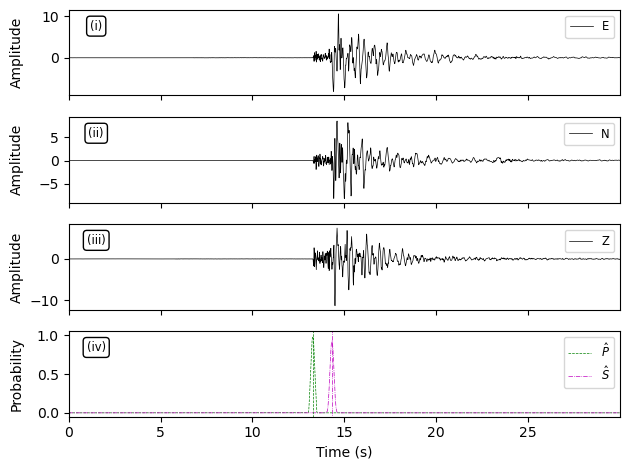 (i)
E
Amplitude
10
0
(ii)
N
Amplitude
5
0
−5
(iii)
Z
Amplitude
0
−10
(iv)
P̂
Ŝ
Probability
1.0
0.5
0.0
0 5 10 15 20 25
Time (s)